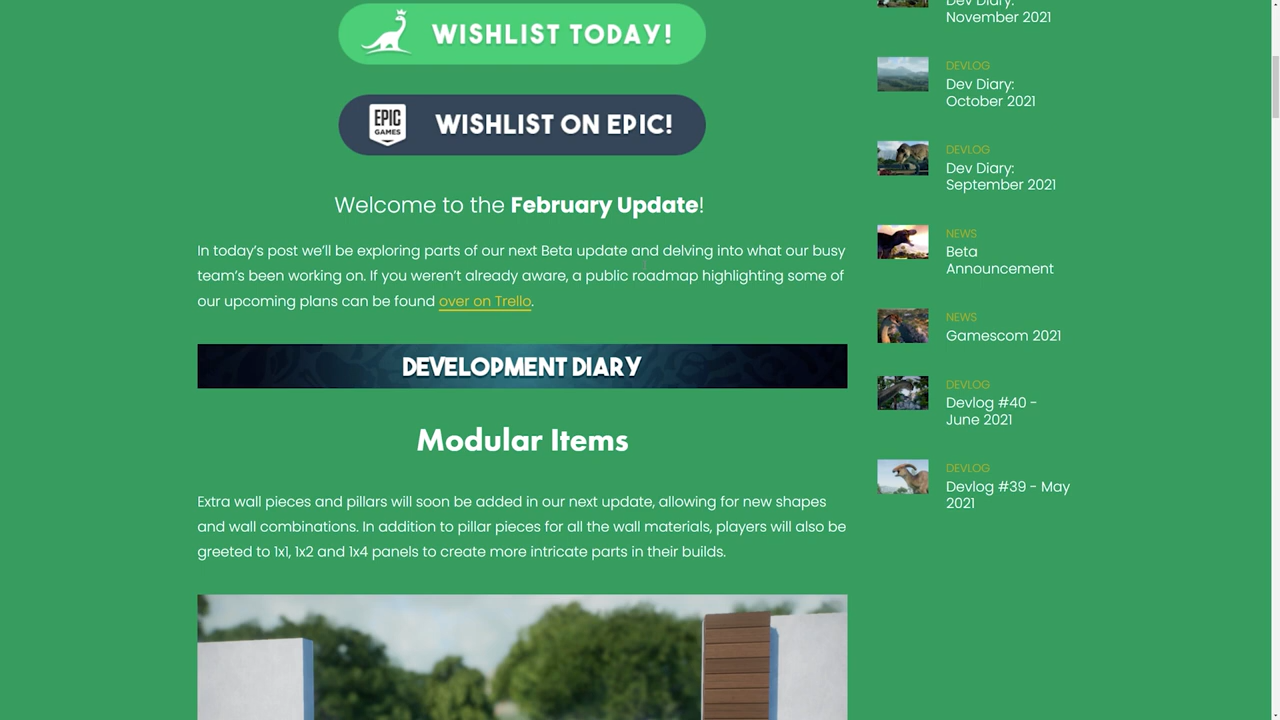 WISHLIST TODAY!
EPIC
GAMES
WISHLIST ON EPIC!
Welcome to the February Update!
In today's post we'll be exploring parts of our next Beta update and delving into what our busy
team's been working on. If you weren't already aware, a public roadmap highlighting some of
our upcoming plans can be found over on Trello.
DEVELOPMENT DIARY
Modular Items
Extra wall pieces and pillars will soon be added in our next update, allowing for new shapes
and wall combinations. In addition to pillar pieces for all the wall materials, players will also be
greeted to 1x1, 1x2 and 1x4 panels to create more intricate parts in their builds.
Dev Diary:
November 2021
DEVLOG
Dev Diary:
October 2021
DEVLOG
Dev Diary:
September 2021
NEWS
Beta
Announcement
NEWS
Gamescom 2021
DEVLOG
Devlog #40 -
June 2021
DEVLOG
Devlog #39 - May
2021